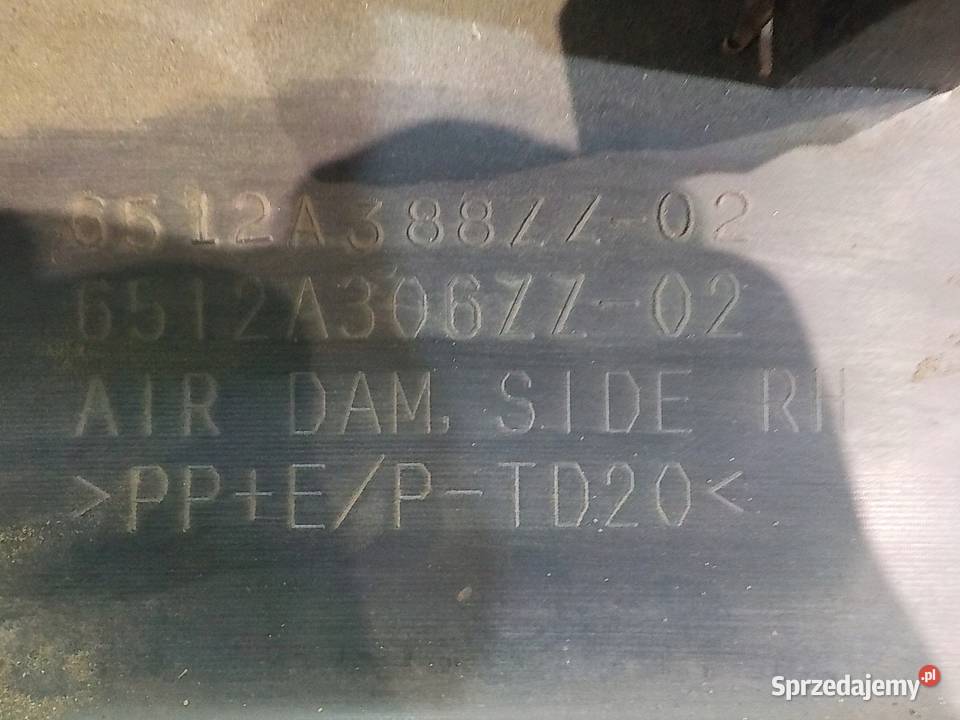 6512A388ZZ-02
6512A306ZZ-02
AIR DAM, SIDE RH
>PP+E/P-TD20<
Sprzedajemy.pl